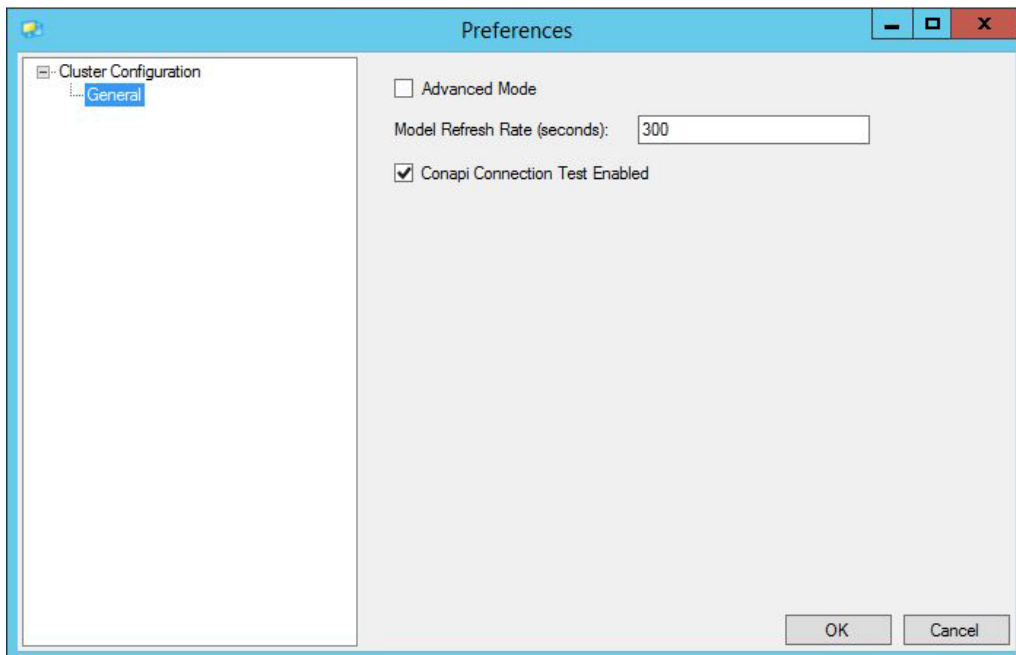 Preferences
Cluster Configuration
General
Advanced Mode
Model Refresh Rate (seconds): 300
Conapi Connection Test Enabled
OK Cancel